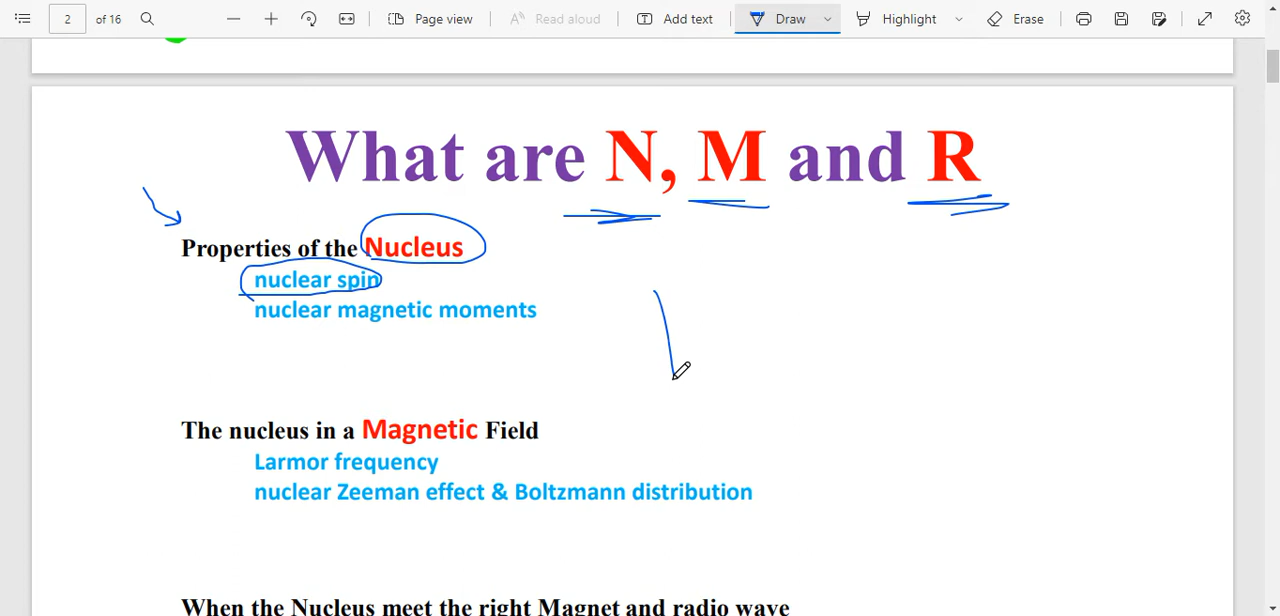 2 of 16 Page view Read aloud Add text Draw Highlight Erase
What are N, M and R
Properties of the Nucleus
nuclear spin
nuclear magnetic moments
The nucleus in a Magnetic Field
Larmor frequency
nuclear Zeeman effect & Boltzmann distribution
When the Nucleus meet the right Magnet and radio wave